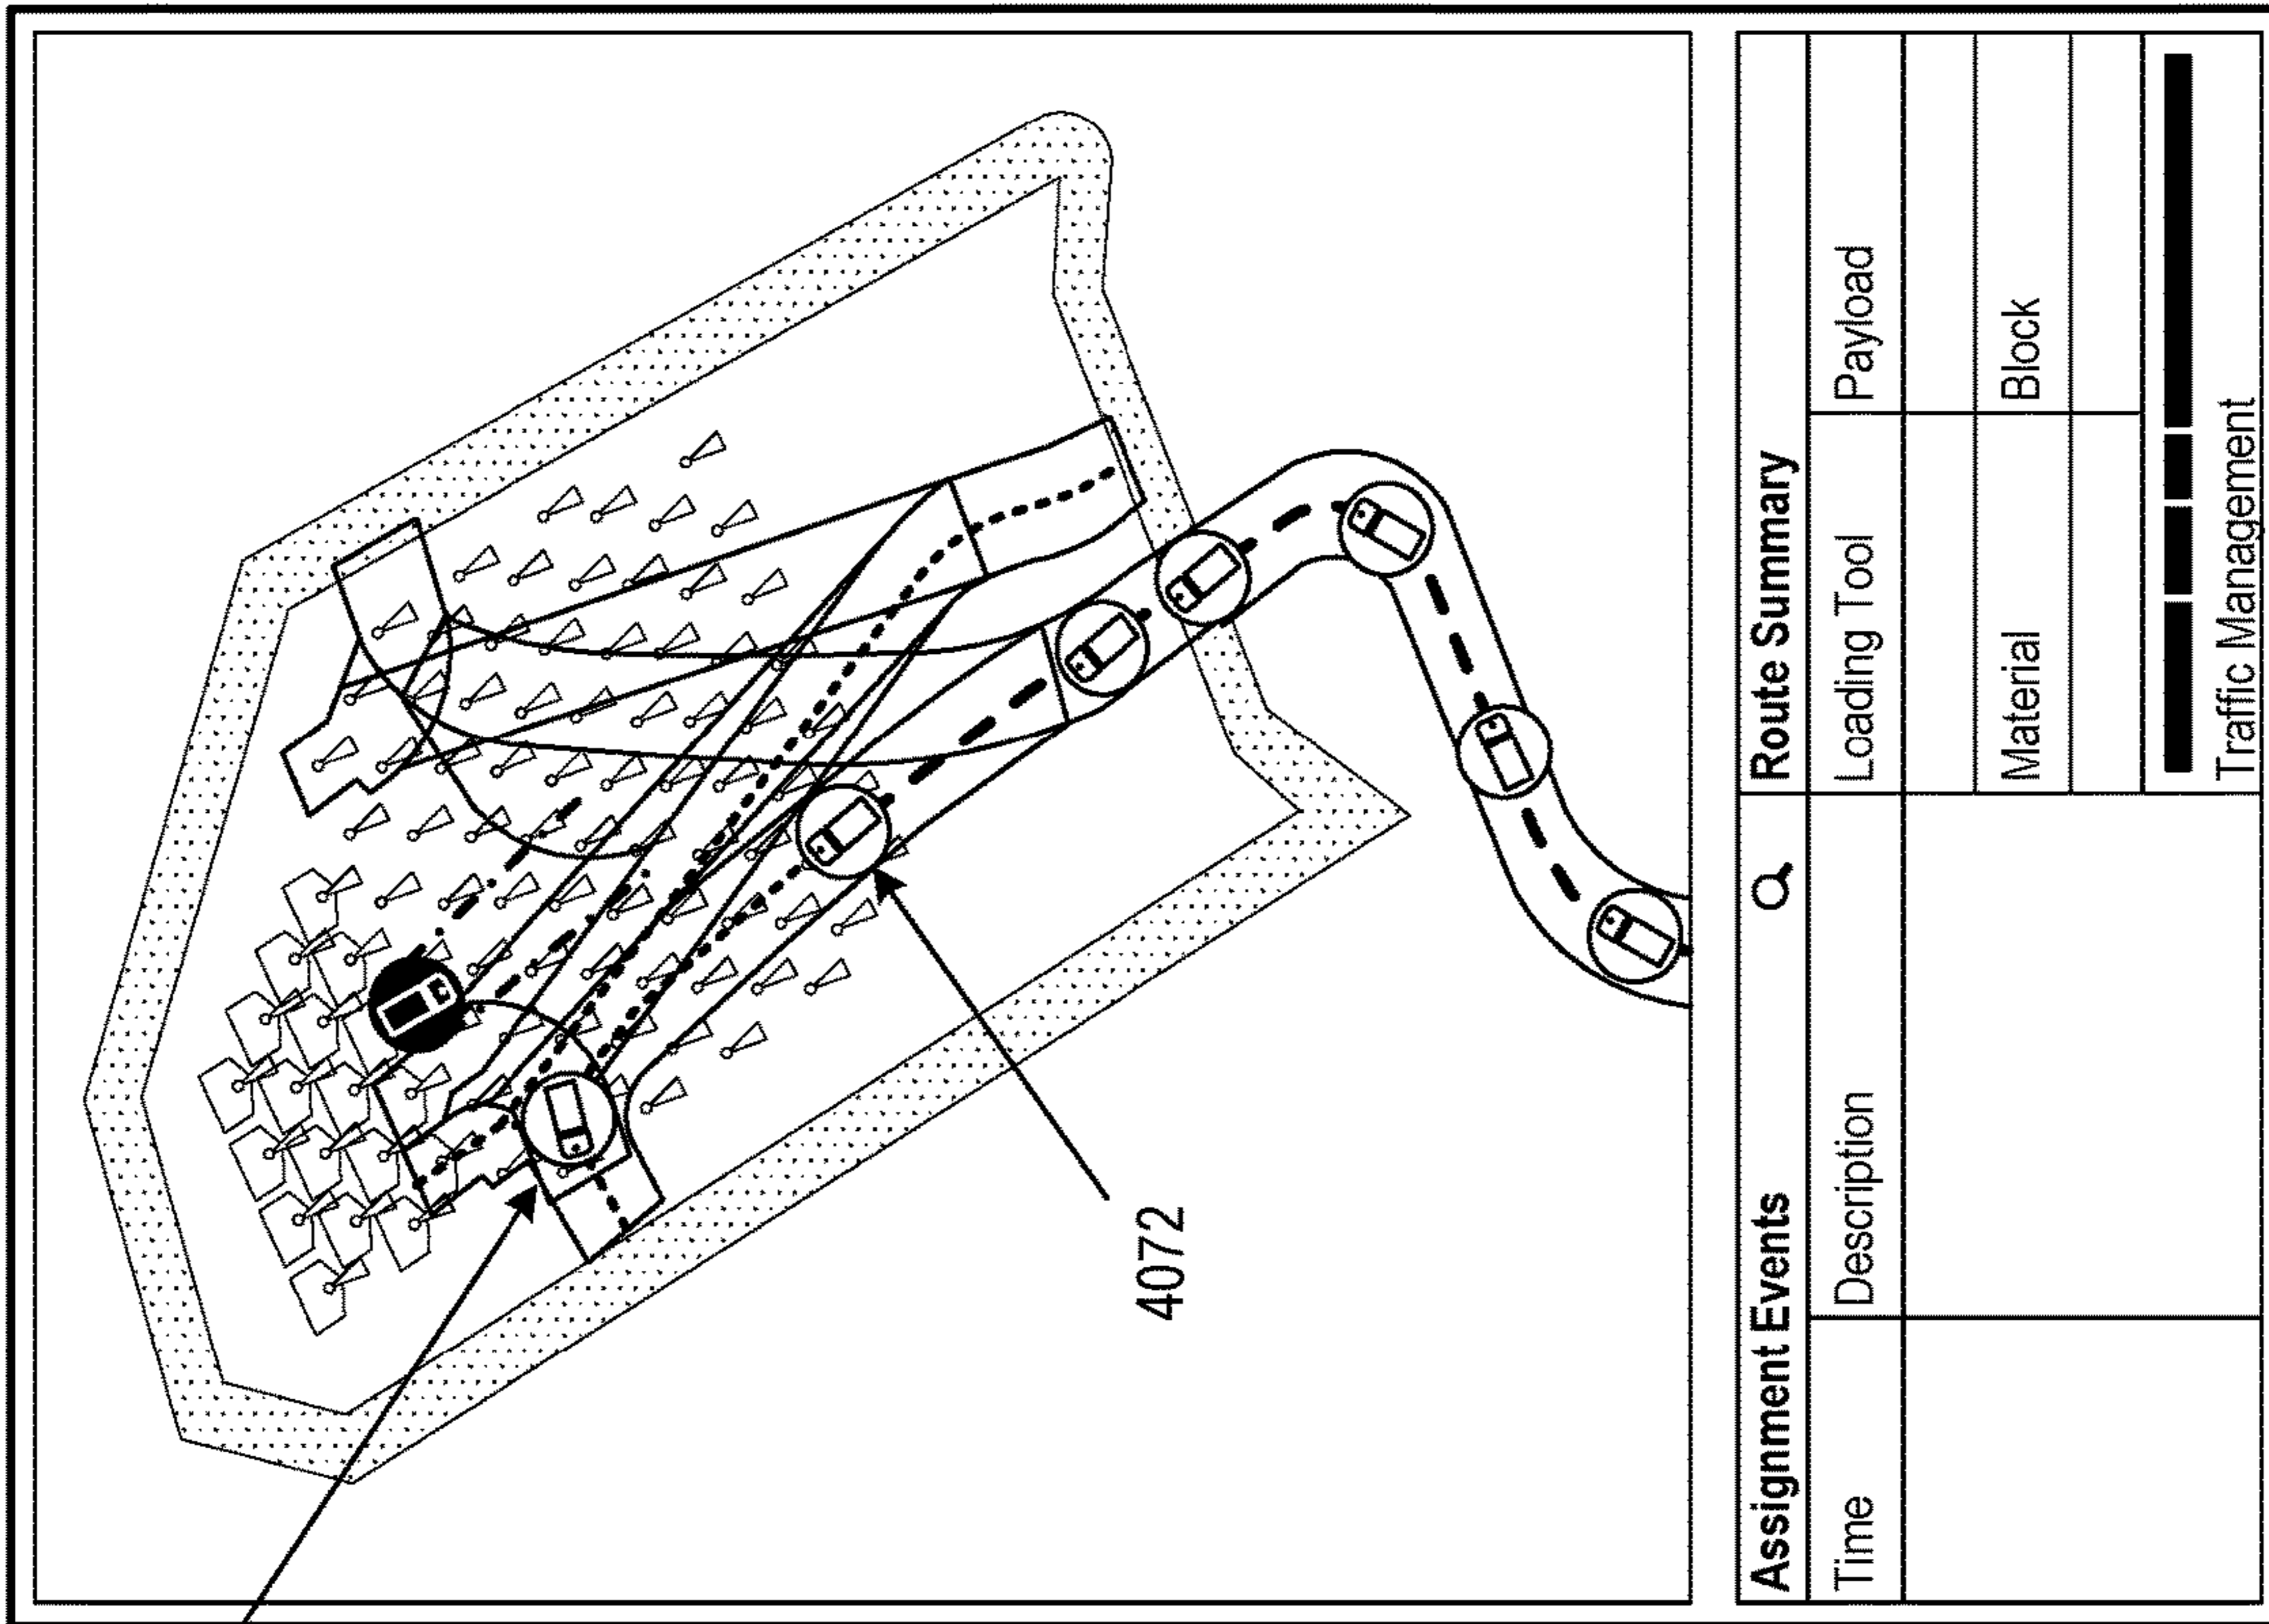 4072
Assignment Events
Time Description
Route Summary
Loading Tool Payload
Material Block
Traffic Management